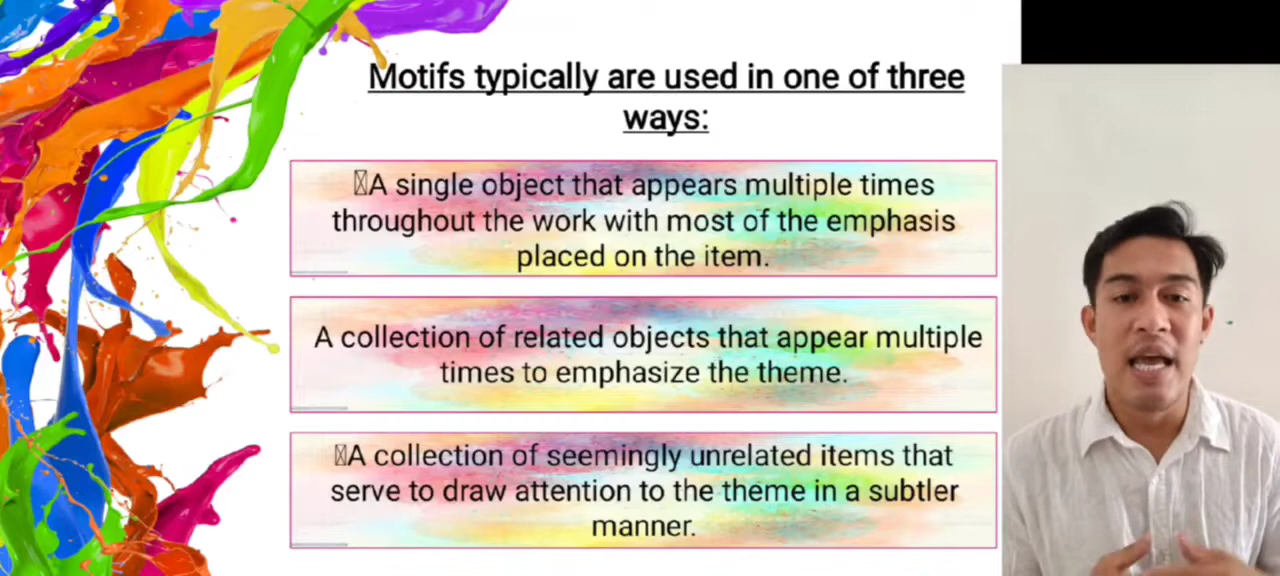 Motifs typically are used in one of three
ways:
A single object that appears multiple times
throughout the work with most of the emphasis
placed on the item.
A collection of related objects that appear multiple
times to emphasize the theme.
A collection of seemingly unrelated items that
serve to draw attention to the theme in a subtler
manner.